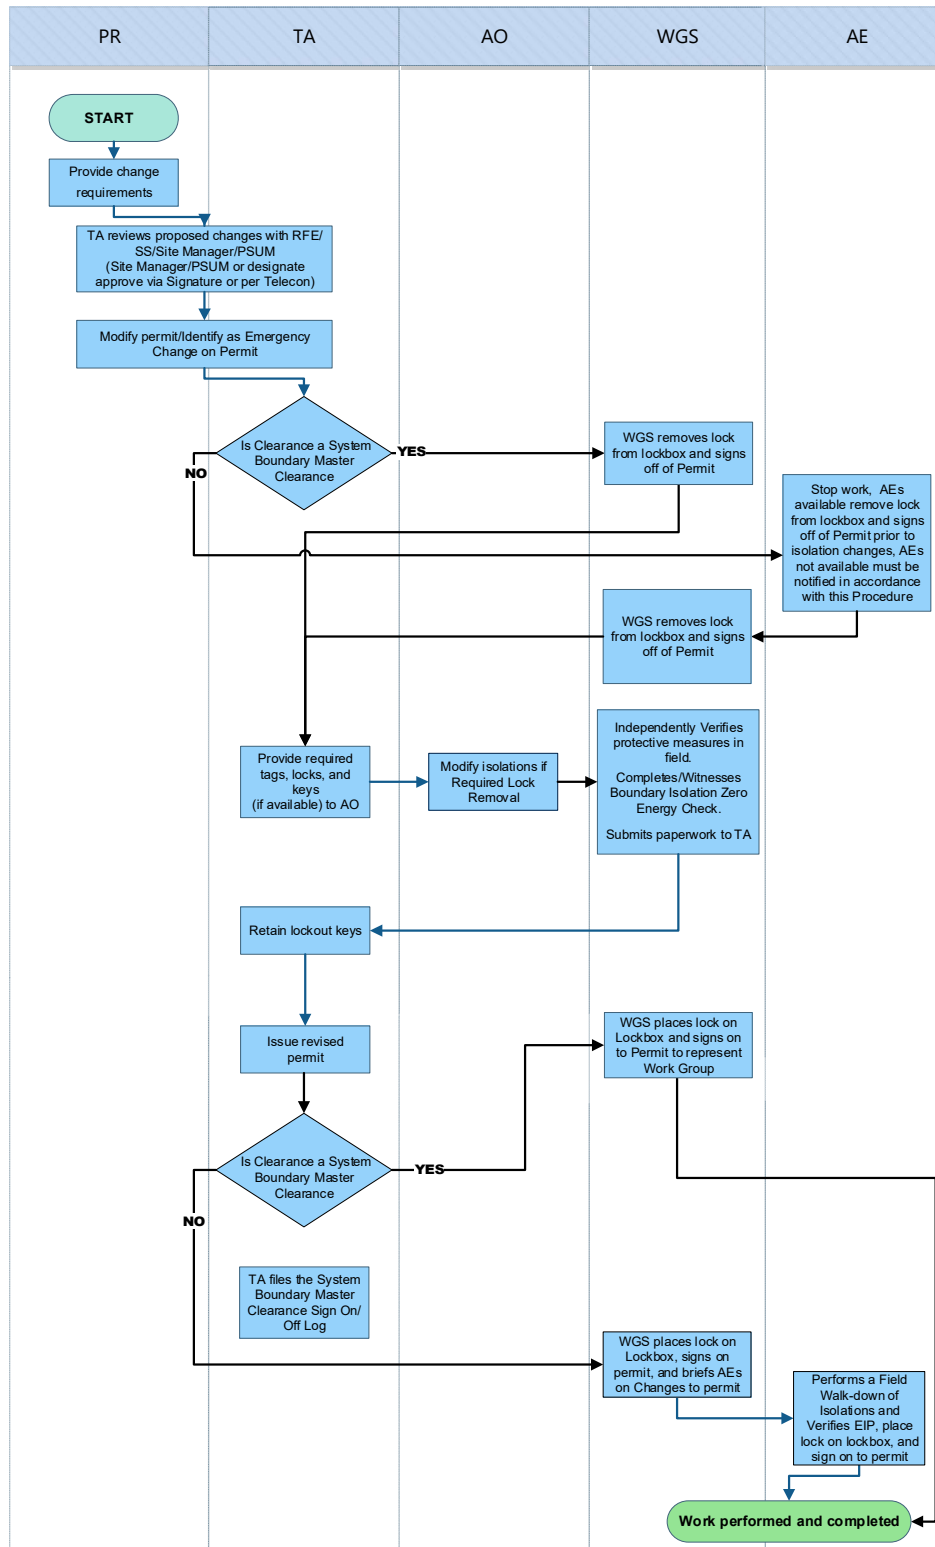 PR
TA
AO
WGS
AE
START
Provide change
requirements
TA reviews proposed changes with RFE/
SS/Site Manager/PSUM
(Site Manager/PSUM or designate
approve via Signature or per Telecon)
Modify permit/Identify as Emergency
Change on Permit
Is Clearance a System
Boundary Master
Clearance
YES
NO
WGS removes lock
from lockbox and signs
off of Permit
Stop work, AEs
available remove lock
from lockbox and signs
off of Permit prior to
isolation changes, AEs
not available must be
notified in accordance
with this Procedure
WGS removes lock
from lockbox and signs
off of Permit
Provide required
tags, locks, and
keys
(if available) to AO
Modify isolations if
Required Lock
Removal
Independently Verifies
protective measures in
field.
Completes/Witnesses
Boundary Isolation Zero
Energy Check.
Submits paperwork to TA
Retain lockout keys
Issue revised
permit
WGS places lock on
Lockbox and signs on
to Permit to represent
Work Group
Is Clearance a System
Boundary Master
Clearance
YES
NO
TA files the System
Boundary Master
Clearance Sign On/
Off Log
WGS places lock on
Lockbox, signs on
permit, and briefs AEs
on Changes to permit
Performs a Field
Walk-down of
Isolations and
Verifies EIP, place
lock on lockbox, and
sign on to permit
Work performed and completed